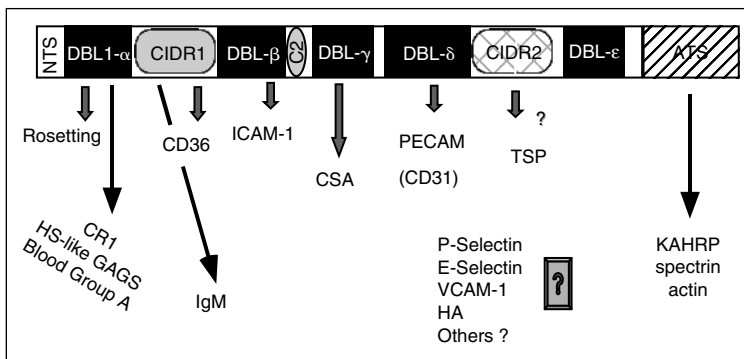 NTS DBL1-α CIDR1 DBL-β C2 DBL-γ DBL-δ CIDR2 DBL-ε ATS
Rosetting
CD36
ICAM-1
CSA
PECAM
(CD31)
?
TSP
CR1
HS-like GAGS
Blood Group A
IgM
P-Selectin
E-Selectin
VCAM-1
HA
Others ?
?
KAHRP
spectrin
actin